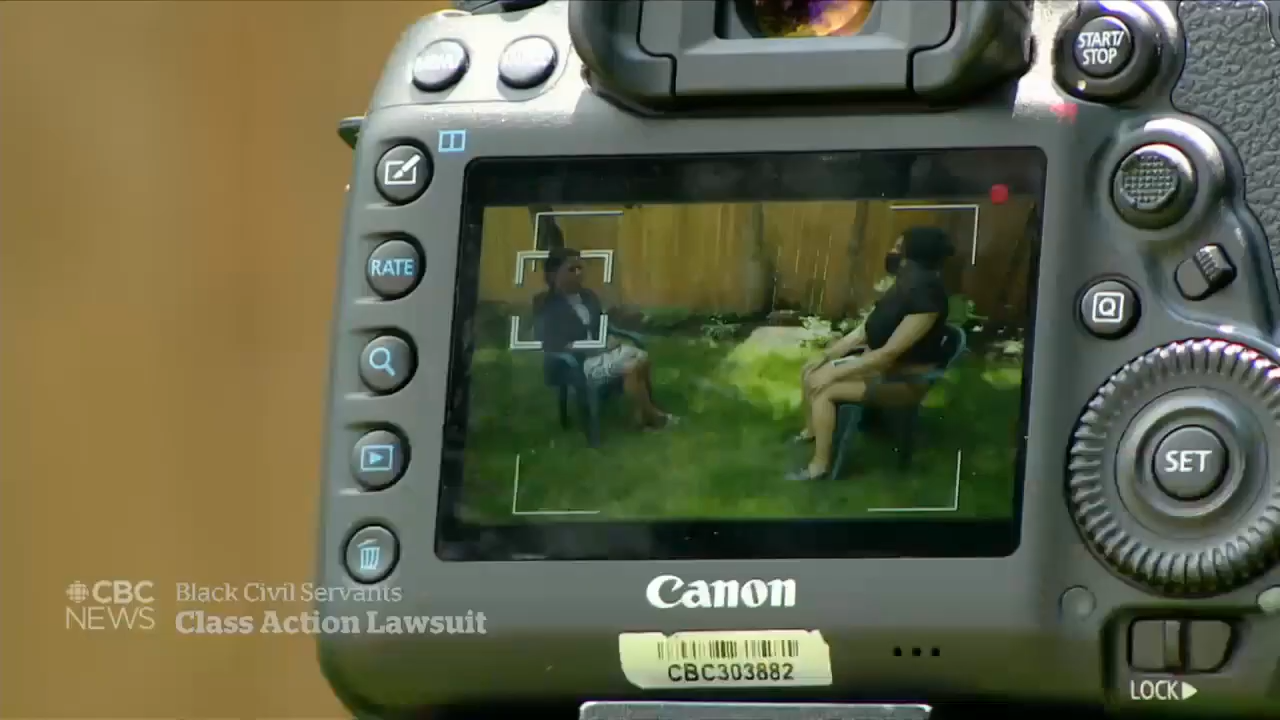 START/
STOP
RATE
Q
SET
Canon
CBC303882
LOCK
CBC
NEWS
Black Civil Servants
Class Action Lawsuit